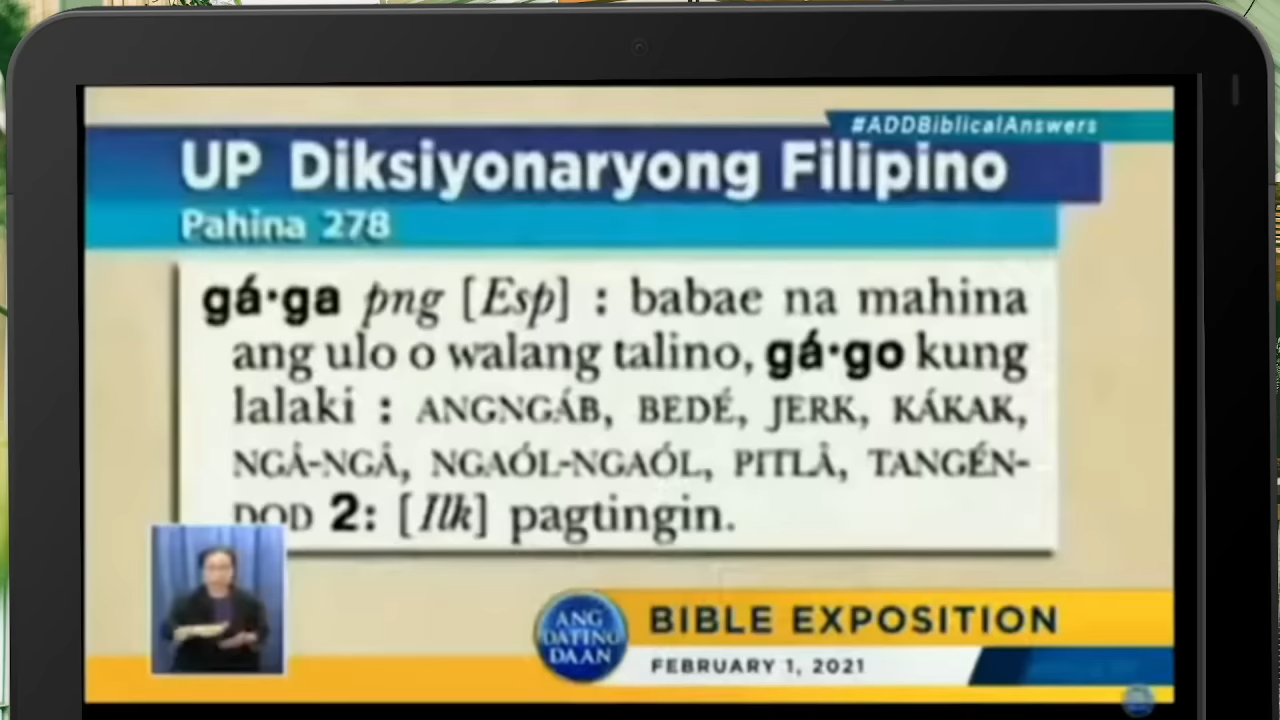 #ADDBiblicalAnswers
UP Diksiyonaryong Filipino
Pahina 278
gá·ga png [Esp] : babae na mahina
ang ulo o walang talino, gá·go kung
lalaki : ANGNGÁB, BEDÉ, JERK, KÁKAK,
NGÂ-NGÂ, NGAÓL-NGAÓL, PITLÂ, TANGÉN-
DOD 2: [Ilk] pagtingin.
ANG
DATING
DAAN
BIBLE EXPOSITION
FEBRUARY 1, 2021